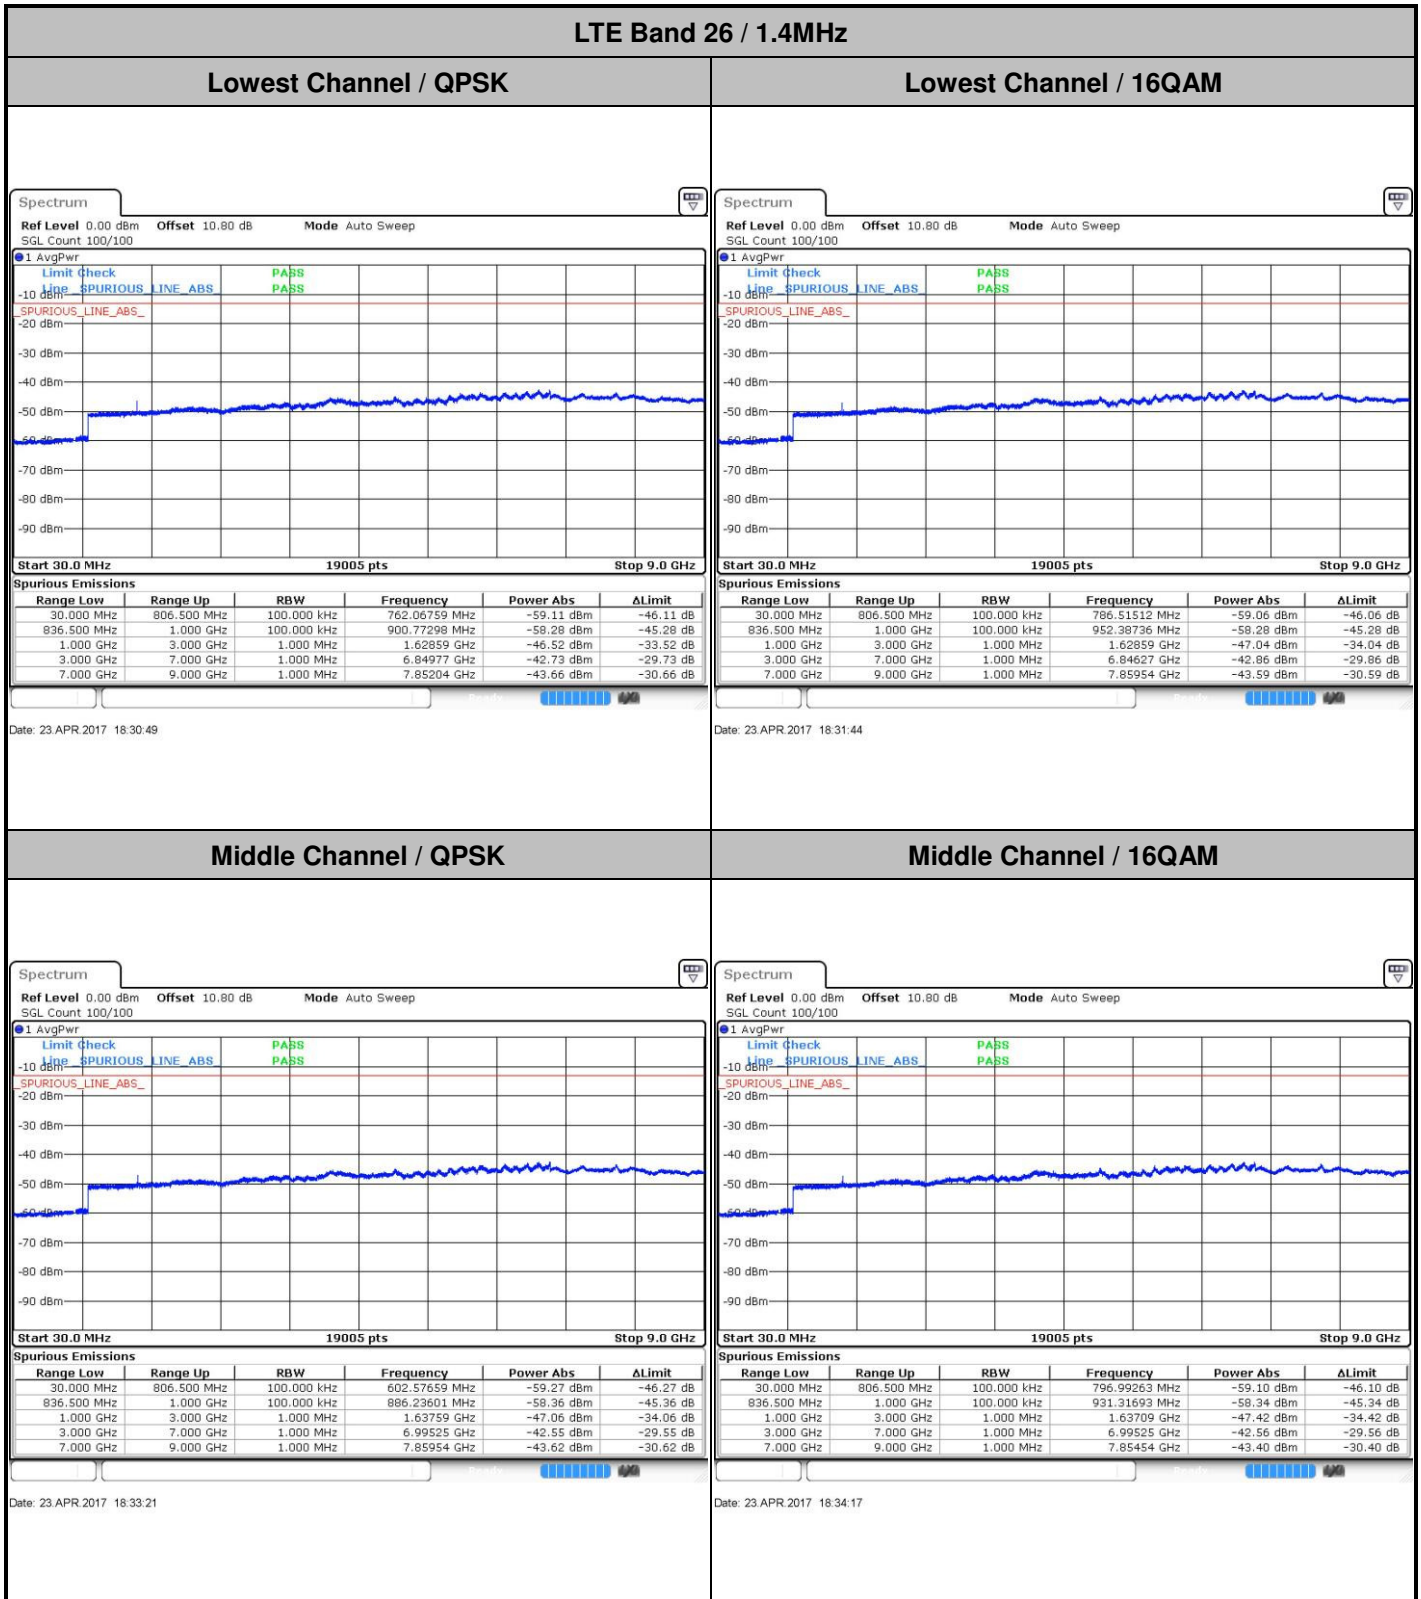 LTE Band 26 / 1.4MHz
Lowest Channel / QPSK
Lowest Channel / 16QAM
Spectrum
Ref Level 0.00 dBm Offset 10.80 dB Mode Auto Sweep
SGL Count 100/100
1 AvgPwr
Limit Check PASS
Line _SPURIOUS_LINE_ABS_ PASS
-10 dBm
_SPURIOUS_LINE_ABS_
-20 dBm
-30 dBm
-40 dBm
-50 dBm
-60 dBm
-70 dBm
-80 dBm
-90 dBm
Start 30.0 MHz 19005 pts Stop 9.0 GHz
Spurious Emissions
Range Low Range Up RBW Frequency Power Abs ΔLimit
30.000 MHz 806.500 MHz 100.000 kHz 762.06759 MHz -59.11 dBm -46.11 dB
836.500 MHz 1.000 GHz 100.000 kHz 900.77298 MHz -58.28 dBm -45.28 dB
1.000 GHz 3.000 GHz 1.000 MHz 1.62859 GHz -46.52 dBm -33.52 dB
3.000 GHz 7.000 GHz 1.000 MHz 6.84977 GHz -42.73 dBm -29.73 dB
7.000 GHz 9.000 GHz 1.000 MHz 7.85204 GHz -43.66 dBm -30.66 dB
Date: 23.APR.2017 18:30:49
Spectrum
Ref Level 0.00 dBm Offset 10.80 dB Mode Auto Sweep
SGL Count 100/100
1 AvgPwr
Limit Check PASS
Line _SPURIOUS_LINE_ABS_ PASS
-10 dBm
_SPURIOUS_LINE_ABS_
-20 dBm
-30 dBm
-40 dBm
-50 dBm
-60 dBm
-70 dBm
-80 dBm
-90 dBm
Start 30.0 MHz 19005 pts Stop 9.0 GHz
Spurious Emissions
Range Low Range Up RBW Frequency Power Abs ΔLimit
30.000 MHz 806.500 MHz 100.000 kHz 786.51512 MHz -59.06 dBm -46.06 dB
836.500 MHz 1.000 GHz 100.000 kHz 952.38736 MHz -58.28 dBm -45.28 dB
1.000 GHz 3.000 GHz 1.000 MHz 1.62859 GHz -47.04 dBm -34.04 dB
3.000 GHz 7.000 GHz 1.000 MHz 6.84627 GHz -42.86 dBm -29.86 dB
7.000 GHz 9.000 GHz 1.000 MHz 7.85954 GHz -43.59 dBm -30.59 dB
Date: 23.APR.2017 18:31:44
Middle Channel / QPSK
Middle Channel / 16QAM
Spectrum
Ref Level 0.00 dBm Offset 10.80 dB Mode Auto Sweep
SGL Count 100/100
1 AvgPwr
Limit Check PASS
Line _SPURIOUS_LINE_ABS_ PASS
-10 dBm
_SPURIOUS_LINE_ABS_
-20 dBm
-30 dBm
-40 dBm
-50 dBm
-60 dBm
-70 dBm
-80 dBm
-90 dBm
Start 30.0 MHz 19005 pts Stop 9.0 GHz
Spurious Emissions
Range Low Range Up RBW Frequency Power Abs ΔLimit
30.000 MHz 806.500 MHz 100.000 kHz 602.57659 MHz -59.27 dBm -46.27 dB
836.500 MHz 1.000 GHz 100.000 kHz 886.23601 MHz -58.36 dBm -45.36 dB
1.000 GHz 3.000 GHz 1.000 MHz 1.63759 GHz -47.06 dBm -34.06 dB
3.000 GHz 7.000 GHz 1.000 MHz 6.99525 GHz -42.55 dBm -29.55 dB
7.000 GHz 9.000 GHz 1.000 MHz 7.85954 GHz -43.62 dBm -30.62 dB
Date: 23.APR.2017 18:33:21
Spectrum
Ref Level 0.00 dBm Offset 10.80 dB Mode Auto Sweep
SGL Count 100/100
1 AvgPwr
Limit Check PASS
Line _SPURIOUS_LINE_ABS_ PASS
-10 dBm
_SPURIOUS_LINE_ABS_
-20 dBm
-30 dBm
-40 dBm
-50 dBm
-60 dBm
-70 dBm
-80 dBm
-90 dBm
Start 30.0 MHz 19005 pts Stop 9.0 GHz
Spurious Emissions
Range Low Range Up RBW Frequency Power Abs ΔLimit
30.000 MHz 806.500 MHz 100.000 kHz 796.99263 MHz -59.10 dBm -46.10 dB
836.500 MHz 1.000 GHz 100.000 kHz 931.31693 MHz -58.34 dBm -45.34 dB
1.000 GHz 3.000 GHz 1.000 MHz 1.63709 GHz -47.42 dBm -34.42 dB
3.000 GHz 7.000 GHz 1.000 MHz 6.99525 GHz -42.56 dBm -29.56 dB
7.000 GHz 9.000 GHz 1.000 MHz 7.85454 GHz -43.40 dBm -30.40 dB
Date: 23.APR.2017 18:34:17